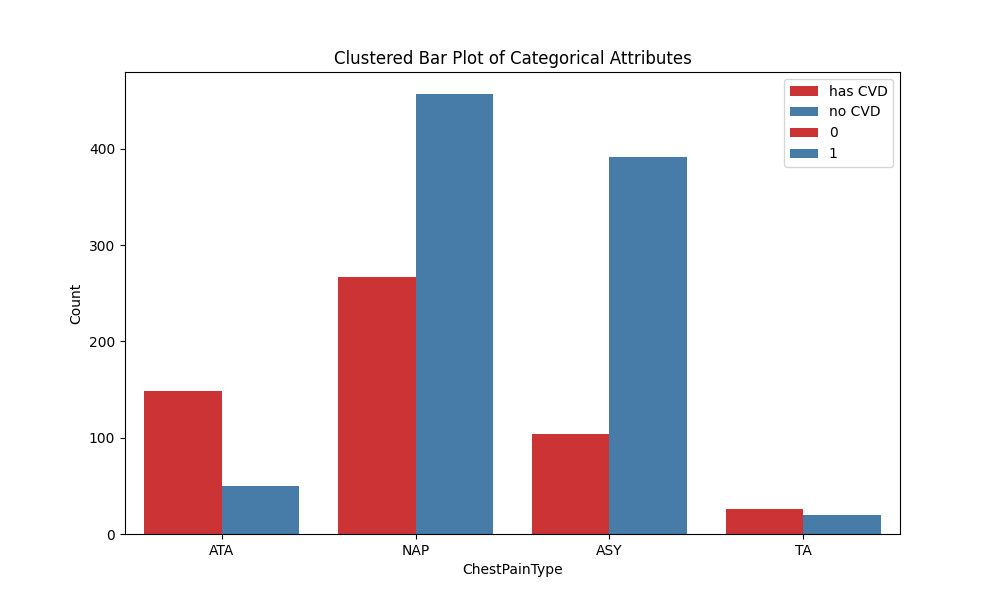 Clustered Bar Plot of Categorical Attributes
has CVD
no CVD
0
1
400
300
200
100
0
Count
ATA NAP ASY TA
ChestPainType